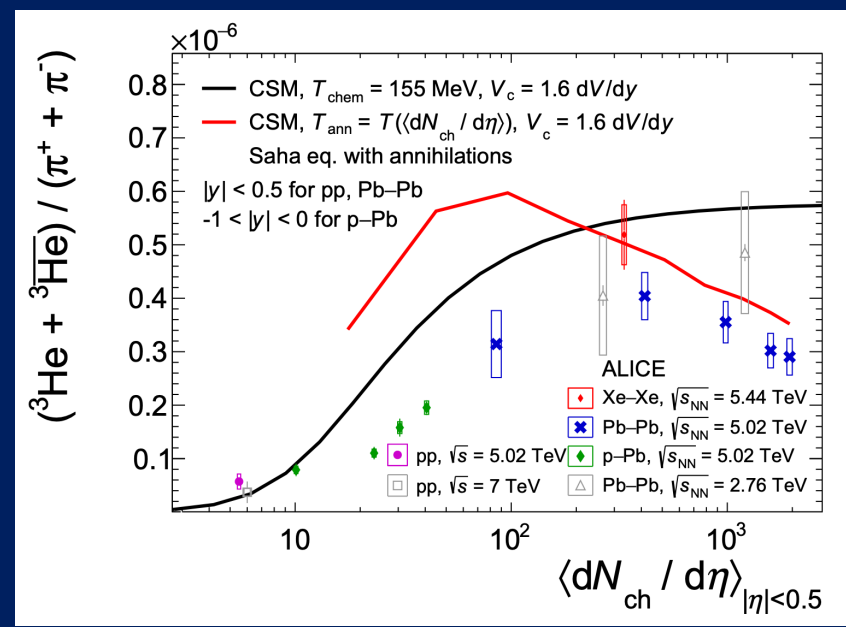 ×10⁻⁶
(³He + ³H̅e̅) / (π⁺ + π⁻)
0.8
0.7
0.6
0.5
0.4
0.3
0.2
0.1
CSM, T_chem = 155 MeV, V_c = 1.6 dV/dy
CSM, T_ann = T(⟨dN_ch / dη⟩), V_c = 1.6 dV/dy
Saha eq. with annihilations
|y| < 0.5 for pp, Pb–Pb
-1 < |y| < 0 for p–Pb
ALICE
Xe–Xe, √s_NN = 5.44 TeV
Pb–Pb, √s_NN = 5.02 TeV
pp, √s = 5.02 TeV
p–Pb, √s_NN = 5.02 TeV
pp, √s = 7 TeV
Pb–Pb, √s_NN = 2.76 TeV
10
10²
10³
⟨dN_ch / dη⟩_|η|<0.5